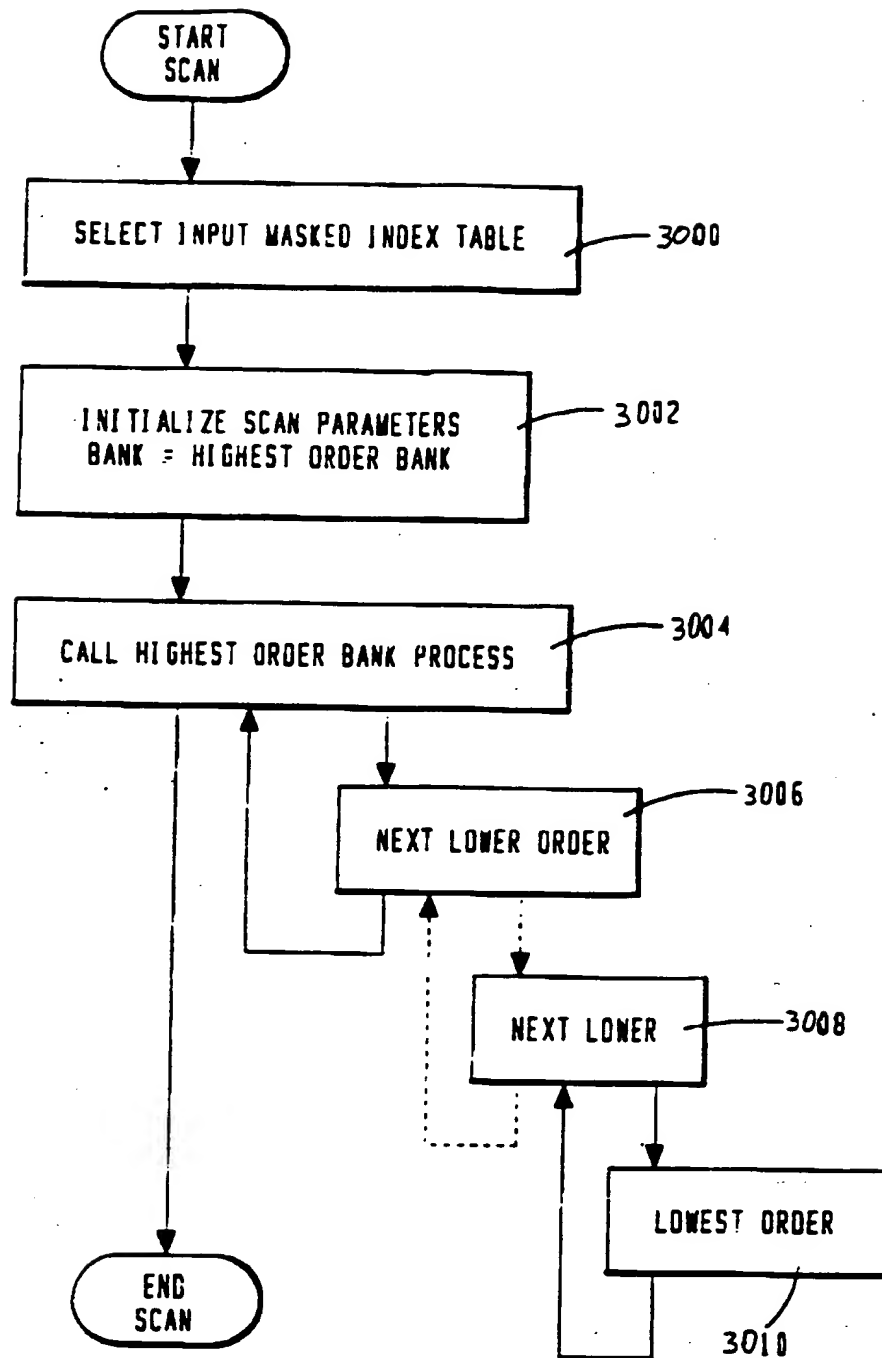 START
SCAN
SELECT INPUT MASKED INDEX TABLE
3000
INITIALIZE SCAN PARAMETERS
BANK = HIGHEST ORDER BANK
3002
CALL HIGHEST ORDER BANK PROCESS
3004
NEXT LOWER ORDER
3006
NEXT LOWER
3008
LOWEST ORDER
3010
END
SCAN